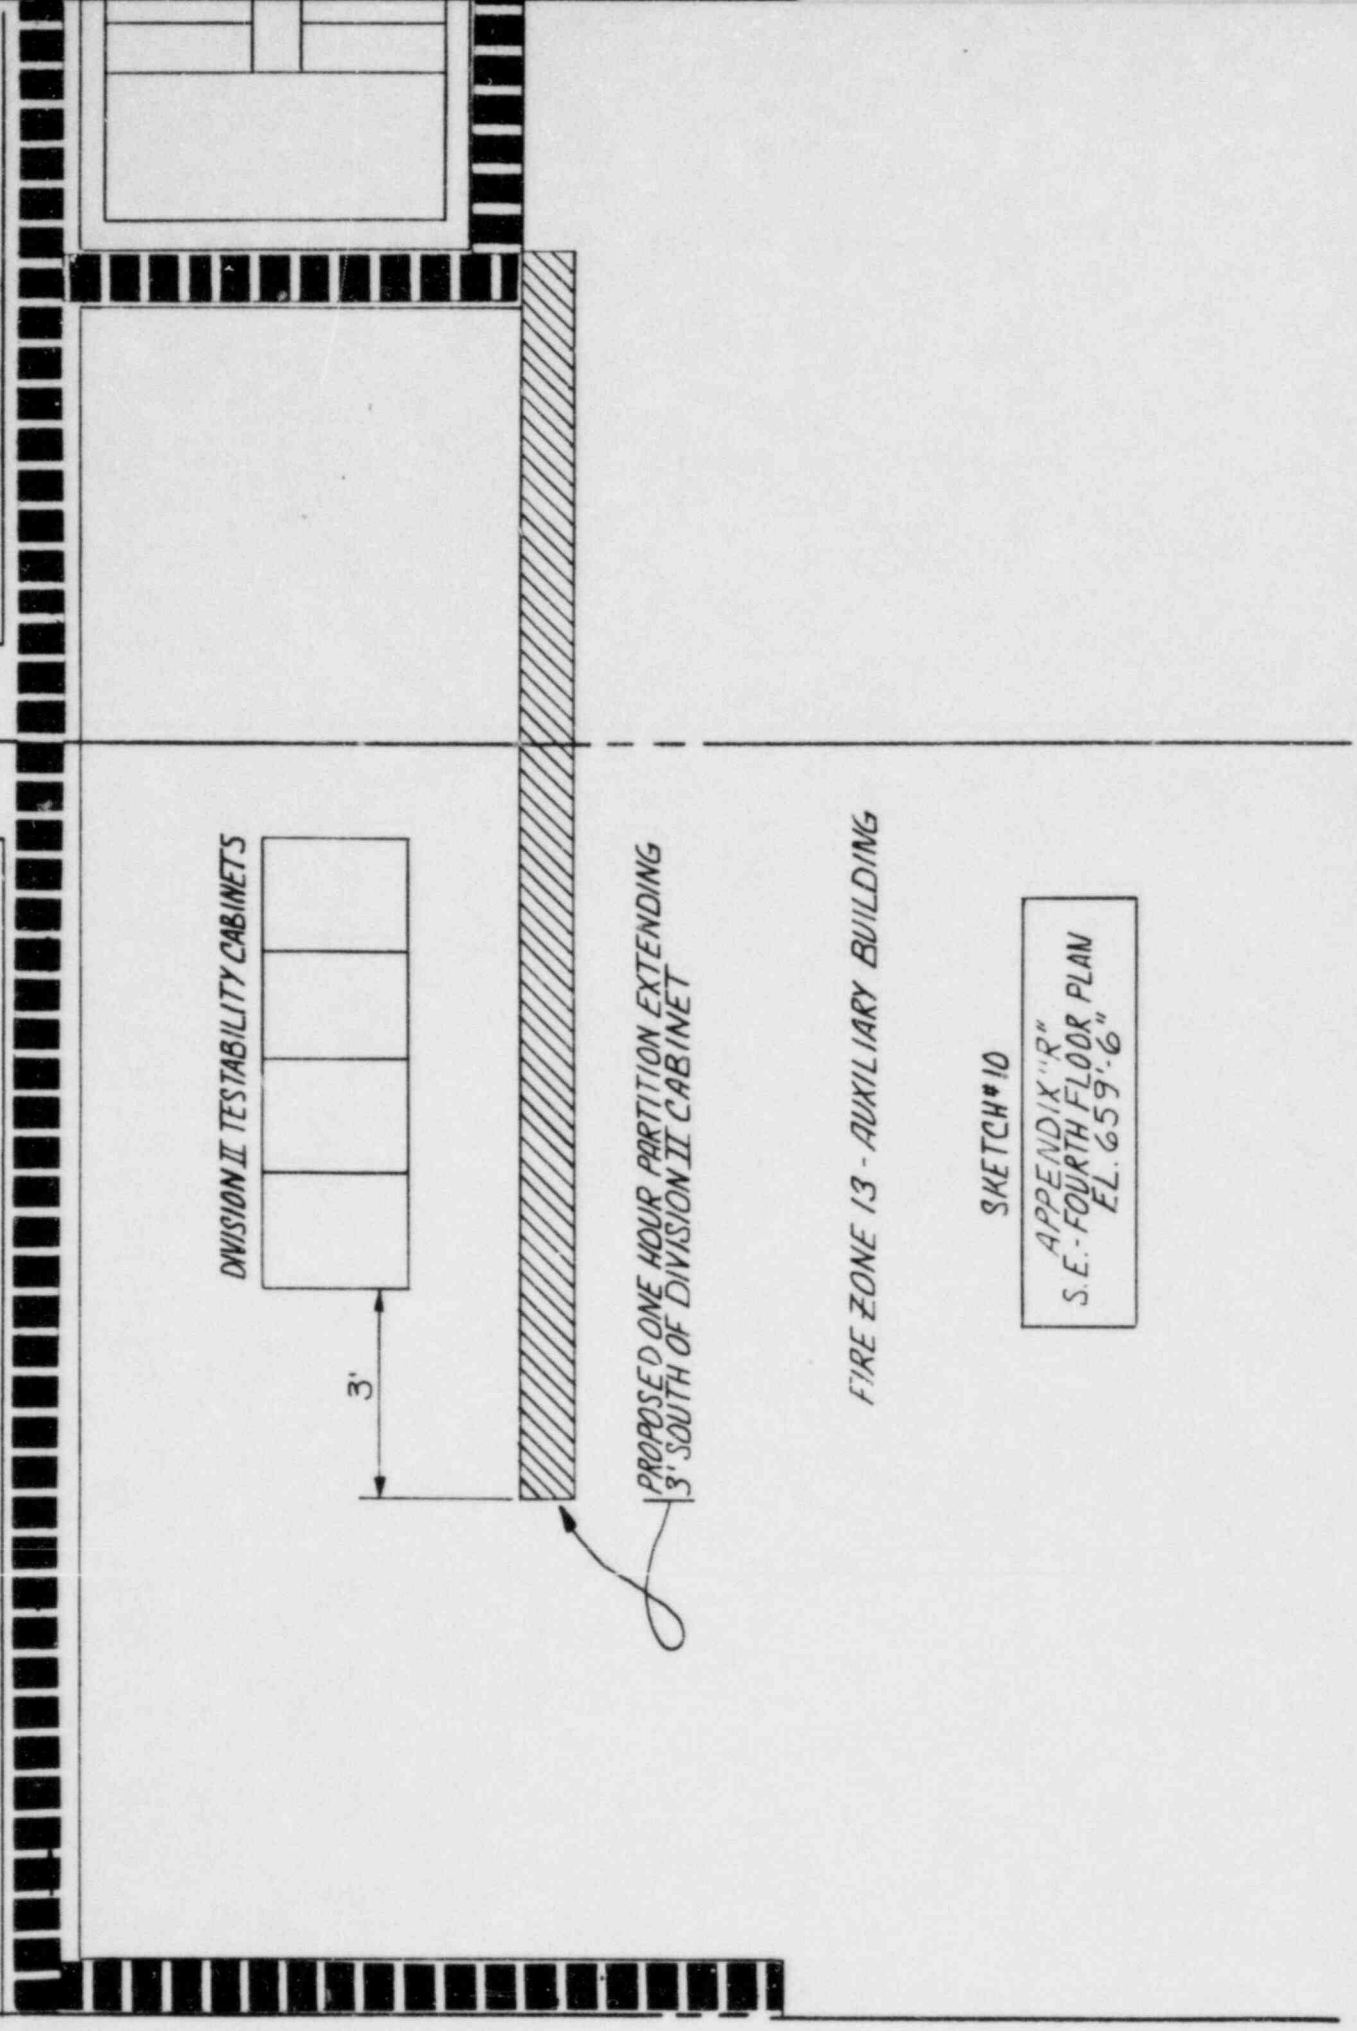 DIVISION II TESTABILITY CABINETS
3'
PROPOSED ONE HOUR PARTITION EXTENDING
3' SOUTH OF DIVISION II CABINET
FIRE ZONE 13 - AUXILIARY BUILDING
SKETCH # 10
APPENDIX "R"
S.E. - FOURTH FLOOR PLAN
EL. 659'-6"